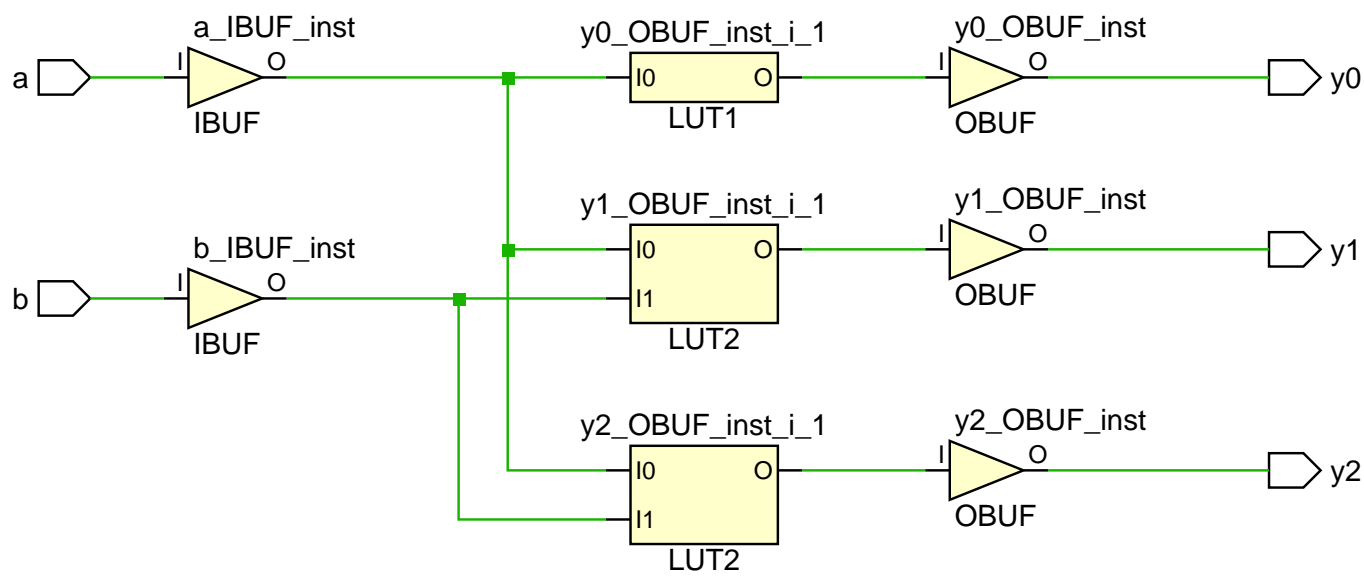 a_IBUF_inst
y0_OBUF_inst_i_1
y0_OBUF_inst
a
I
O
I0
O
I
O
y0
IBUF
LUT1
OBUF
y1_OBUF_inst_i_1
y1_OBUF_inst
b_IBUF_inst
I0
O
I
O
y1
b
I
O
I1
OBUF
IBUF
LUT2
y2_OBUF_inst_i_1
y2_OBUF_inst
I0
O
I
O
y2
I1
OBUF
LUT2